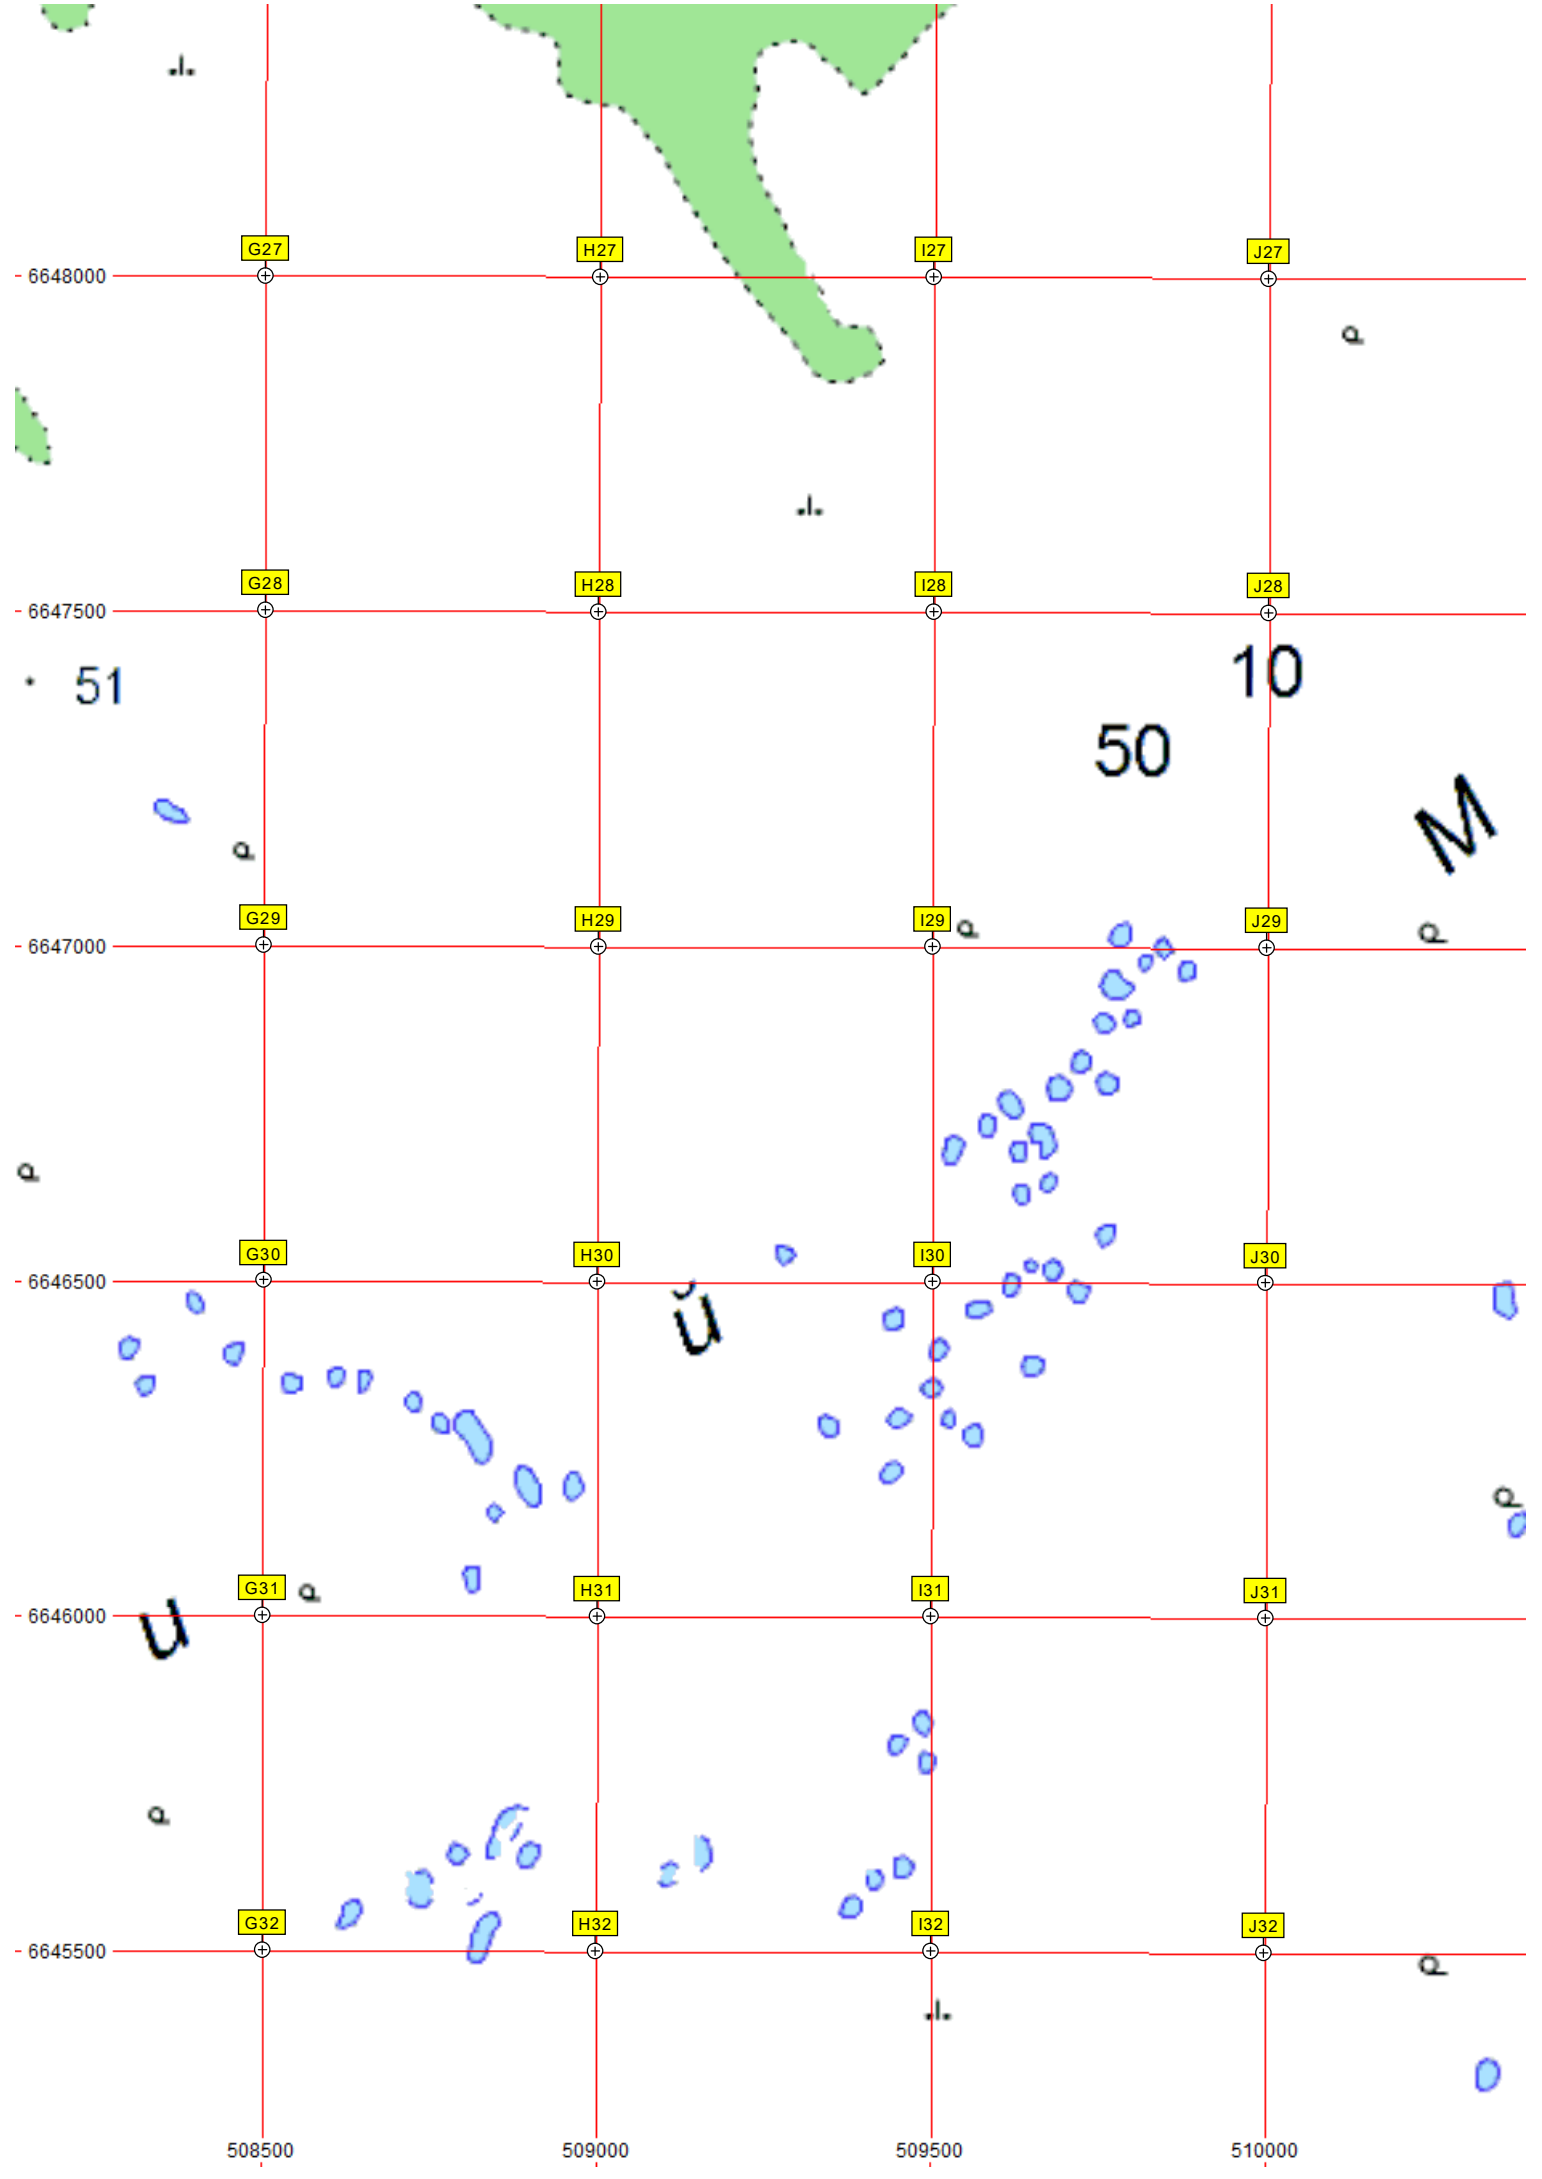 G27 H27 I27 J27
6648000
G28 H28 I28 J28
6647500
10
51
50
М
G29 H29 I29 J29
6647000
G30 H30 I30 J30
6646500
й
G31 H31 I31 J31
6646000
и
G32 H32 I32 J32
6645500
508500 509000 509500 510000